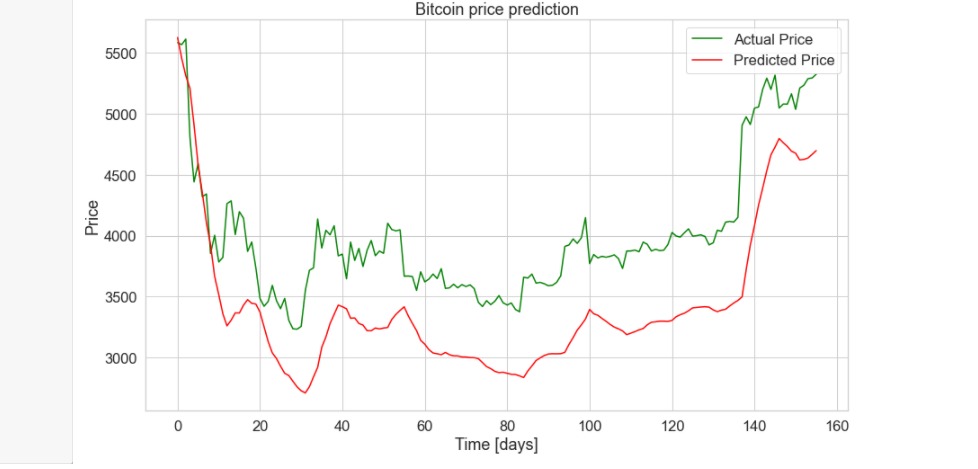 Bitcoin price prediction
Actual Price
Predicted Price
5500
5000
4500
4000
3500
3000
Price
0 20 40 60 80 100 120 140 160
Time [days]